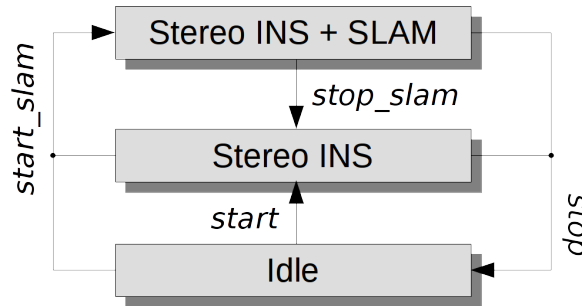 Stereo INS + SLAM
start_slam
stop_slam
Stereo INS
start
stop
Idle